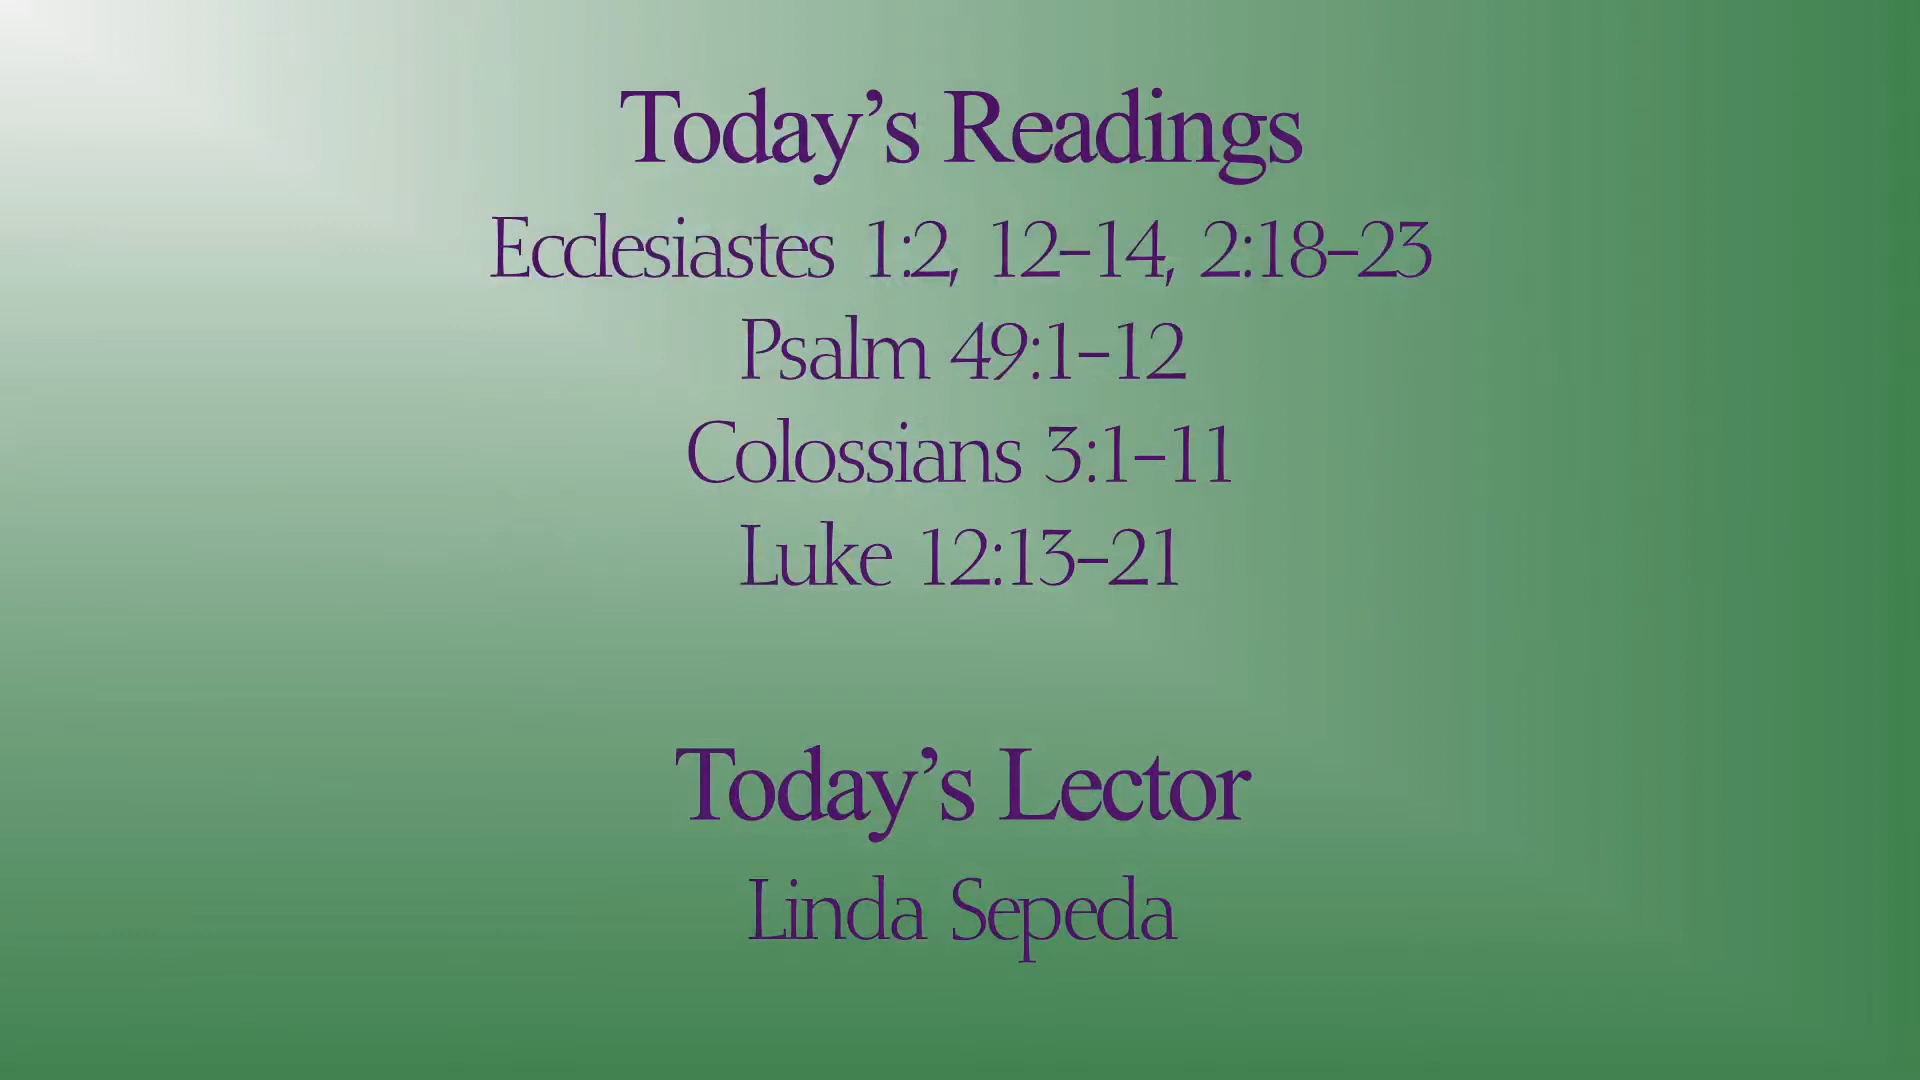 Today’s Readings
Ecclesiastes 1:2, 12–14, 2:18–23
Psalm 49:1–12
Colossians 3:1–11
Luke 12:13–21
Today’s Lector
Linda Sepeda